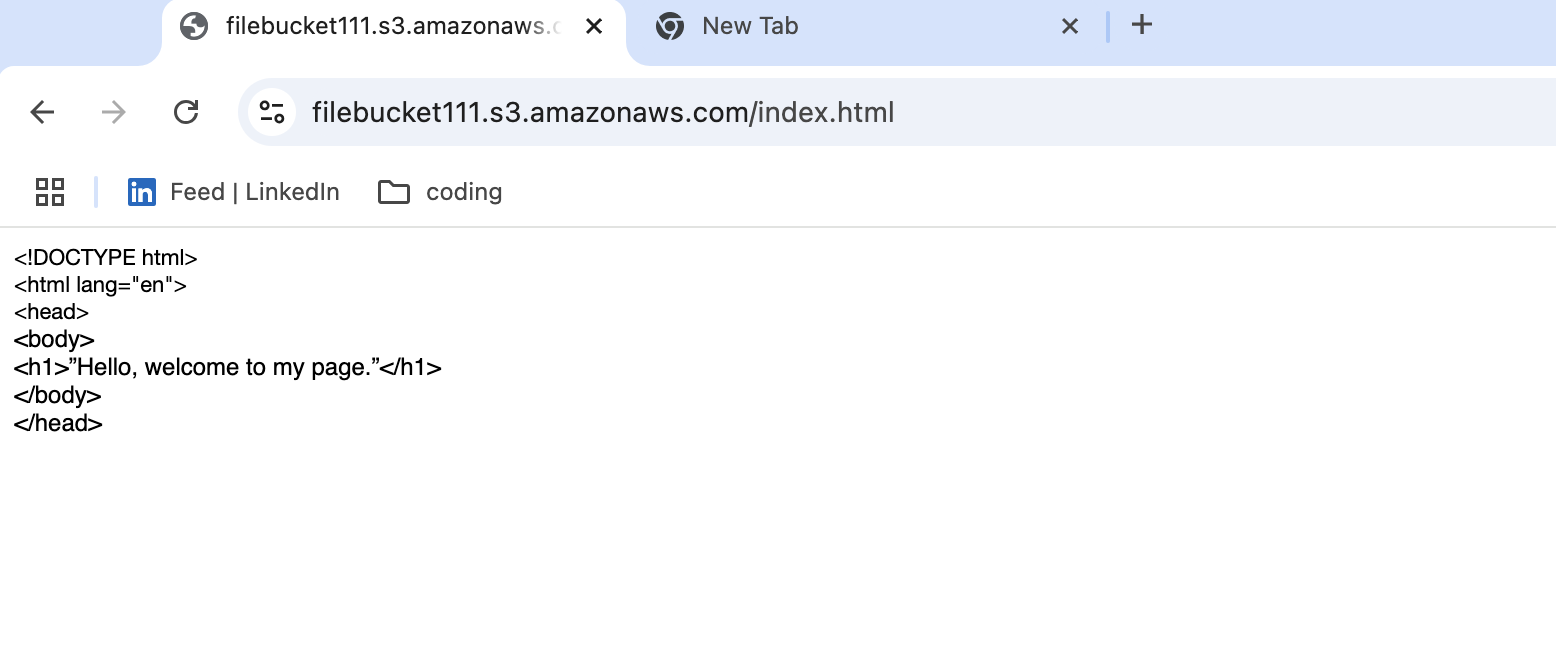 filebucket111.s3.amazonaws.c
New Tab
filebucket111.s3.amazonaws.com/index.html
Feed | LinkedIn
coding
<!DOCTYPE html>
<html lang="en">
<head>
<body>
<h1>”Hello, welcome to my page.”</h1>
</body>
</head>